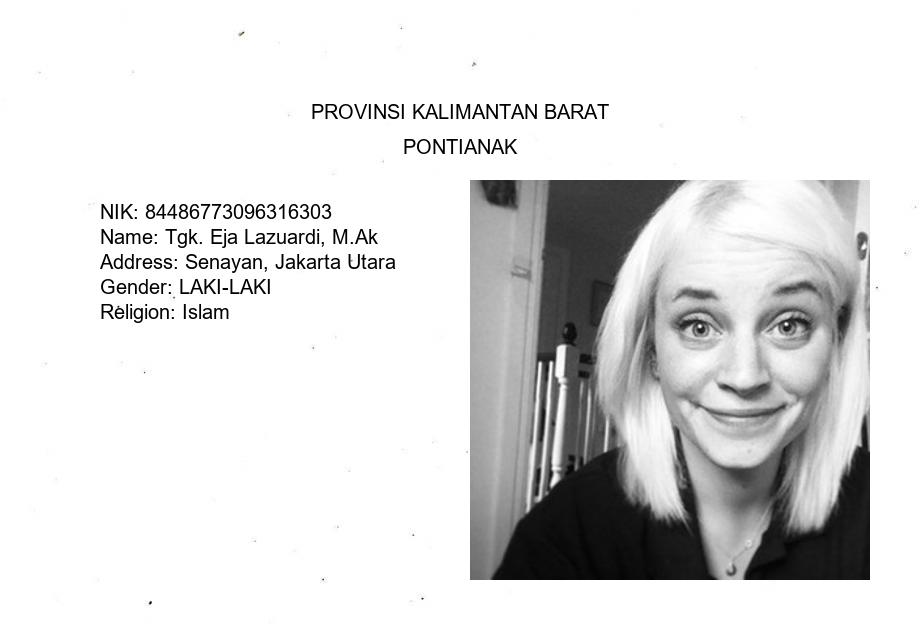 PROVINSI KALIMANTAN BARAT
PONTIANAK
NIK: 84486773096316303
Name: Tgk. Eja Lazuardi, M.Ak
Address: Senayan, Jakarta Utara
Gender: LAKI-LAKI
Religion: Islam